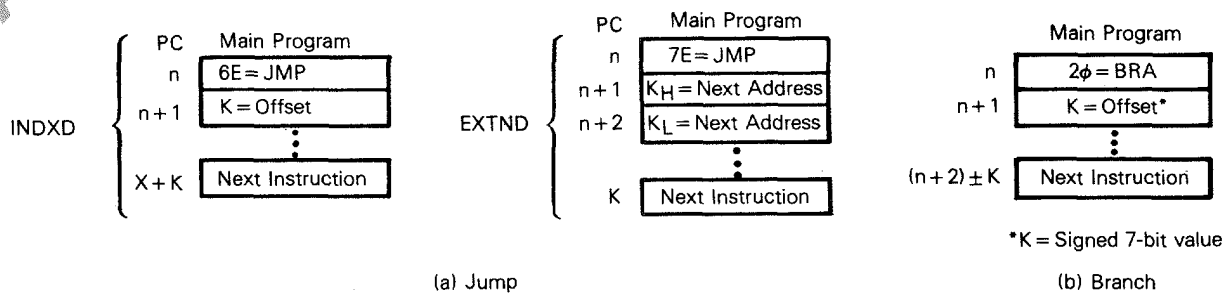 INDXD
PC Main Program
n 6E=JMP
n+1 K=Offset
X+K Next Instruction
EXTND
PC Main Program
n 7E=JMP
n+1 KH=Next Address
n+2 KL=Next Address
K Next Instruction
(a) Jump
Main Program
n 2ϕ=BRA
n+1 K=Offset*
(n+2)±K Next Instruction
*K=Signed 7-bit value
(b) Branch